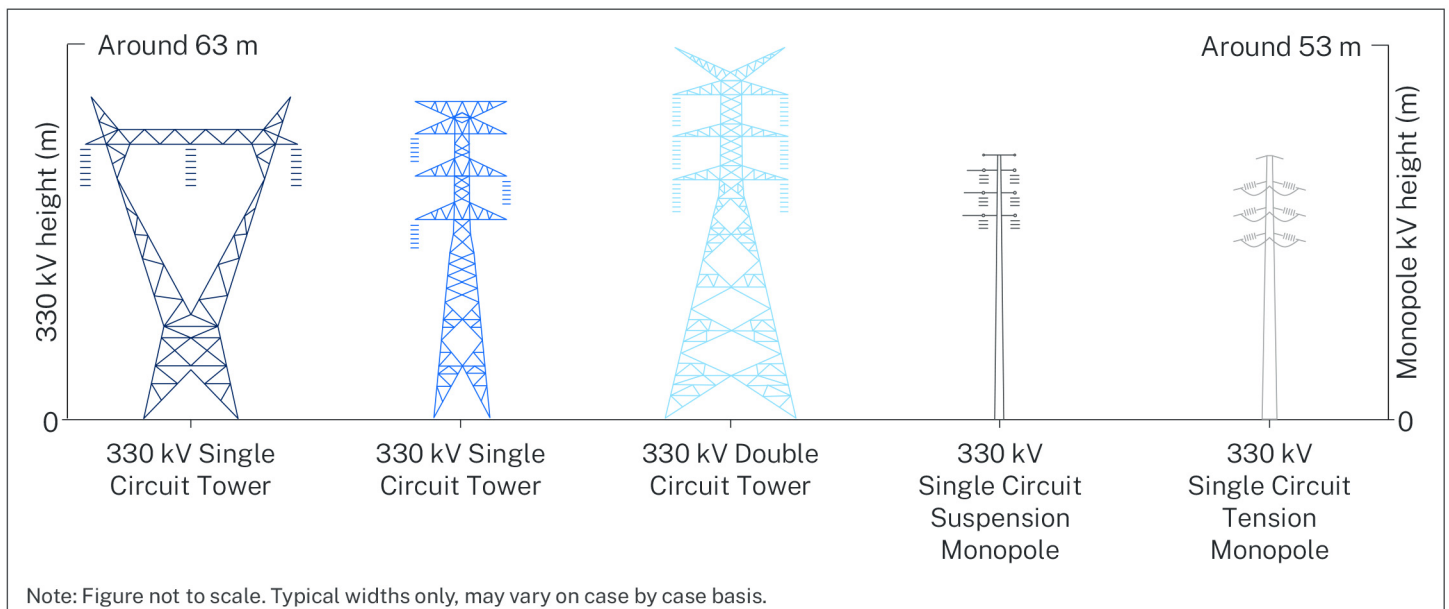 Around 63 m
Around 53 m
330 kV height (m)
Monopole kV height (m)
0
0
330 kV Single
Circuit Tower
330 kV Single
Circuit Tower
330 kV Double
Circuit Tower
330 kV
Single Circuit
Suspension
Monopole
330 kV
Single Circuit
Tension
Monopole
Note: Figure not to scale. Typical widths only, may vary on case by case basis.